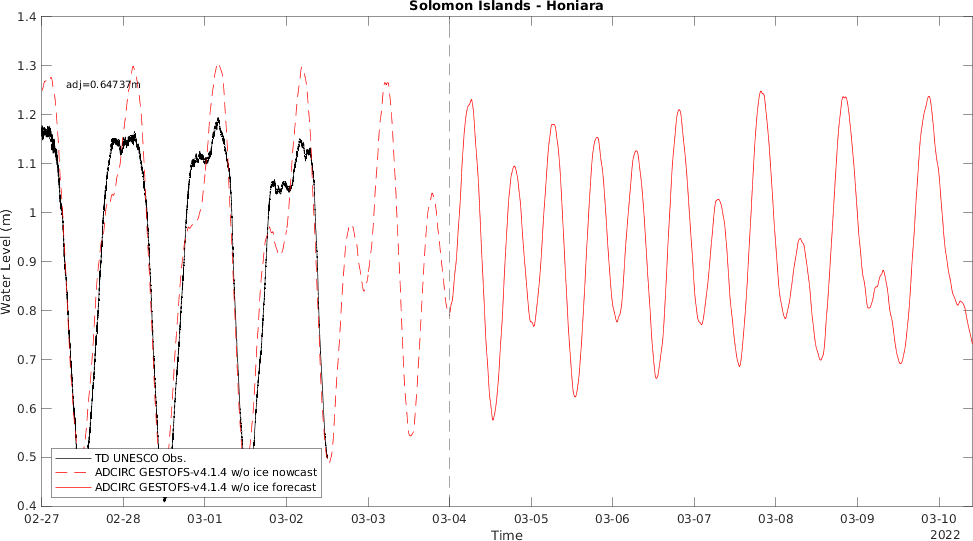 Solomon Islands - Honiara
1.4
1.3
1.2
1.1
1
0.9
0.8
0.7
0.6
0.5
0.4
Water Level (m)
adj=0.64737m
TD UNESCO Obs.
ADCIRC GESTOFS-v4.1.4 w/o ice nowcast
ADCIRC GESTOFS-v4.1.4 w/o ice forecast
02-27 02-28 03-01 03-02 03-03 03-04 03-05 03-06 03-07 03-08 03-09 03-10
2022
Time